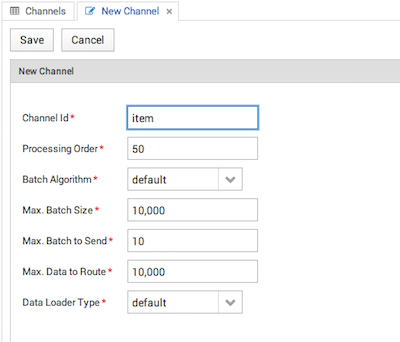 Channels New Channel ×
Save Cancel
New Channel
Channel Id * item
Processing Order * 50
Batch Algorithm * default
Max. Batch Size * 10,000
Max. Batch to Send * 10
Max. Data to Route * 10,000
Data Loader Type * default